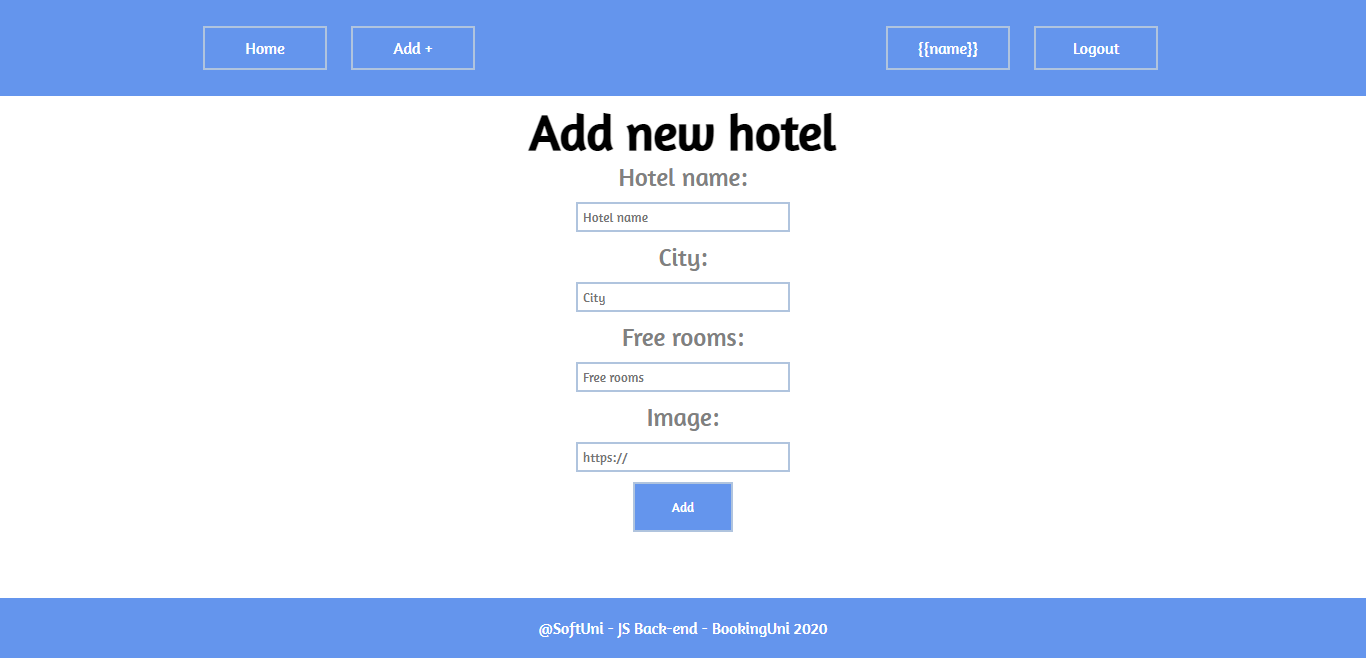 Home Add + {{name}} Logout
Add new hotel
Hotel name:
Hotel name
City:
City
Free rooms:
Free rooms
Image:
https://
Add
@SoftUni - JS Back-end - BookingUni 2020